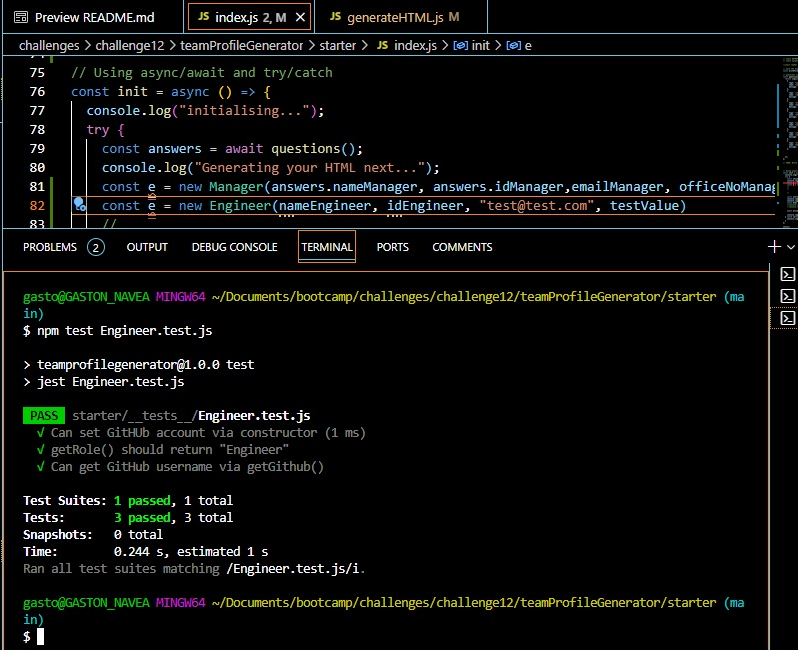 Preview README.md JS index.js 2, M JS generateHTML.js M
challenges > challenge12 > teamProfileGenerator > starter > JS index.js > init > e
75 // Using async/await and try/catch
76 const init = async () => {
77 console.log("initialising...");
78 try {
79 const answers = await questions();
80 console.log("Generating your HTML next...");
81 const e = new Manager(answers.nameManager, answers.idManager,emailManager, officeNoManag
82 const e = new Engineer(nameEngineer, idEngineer, "test@test.com", testValue)
83 //
PROBLEMS 2 OUTPUT DEBUG CONSOLE TERMINAL PORTS COMMENTS
gasto@GASTON_NAVEA MINGW64 ~/Documents/bootcamp/challenges/challenge12/teamProfileGenerator/starter (ma
in)
$ npm test Engineer.test.js
> teamprofilegenerator@1.0.0 test
> jest Engineer.test.js
PASS starter/__tests__/Engineer.test.js
√ Can set GitHUb account via constructor (1 ms)
√ getRole() should return "Engineer"
√ Can get GitHub username via getGithub()
Test Suites: 1 passed, 1 total
Tests: 3 passed, 3 total
Snapshots: 0 total
Time: 0.244 s, estimated 1 s
Ran all test suites matching /Engineer.test.js/i.
gasto@GASTON_NAVEA MINGW64 ~/Documents/bootcamp/challenges/challenge12/teamProfileGenerator/starter (ma
in)
$